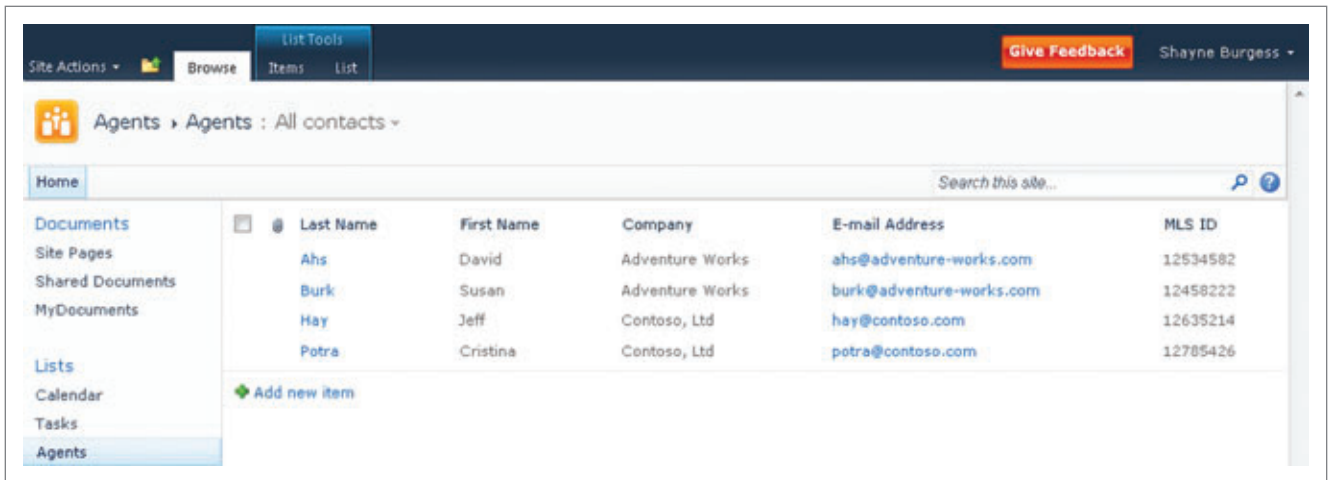 List Tools
Site Actions Browse Items List Give Feedback Shayne Burgess
Agents › Agents : All contacts
Home Search this site...
Documents Last Name First Name Company E-mail Address MLS ID
Site Pages Ahs David Adventure Works ahs@adventure-works.com 12534582
Shared Documents Burk Susan Adventure Works burk@adventure-works.com 12458222
MyDocuments Hay Jeff Contoso, Ltd hay@contoso.com 12635214
Potra Cristina Contoso, Ltd potra@contoso.com 12785426
Lists
Calendar Add new item
Tasks
Agents